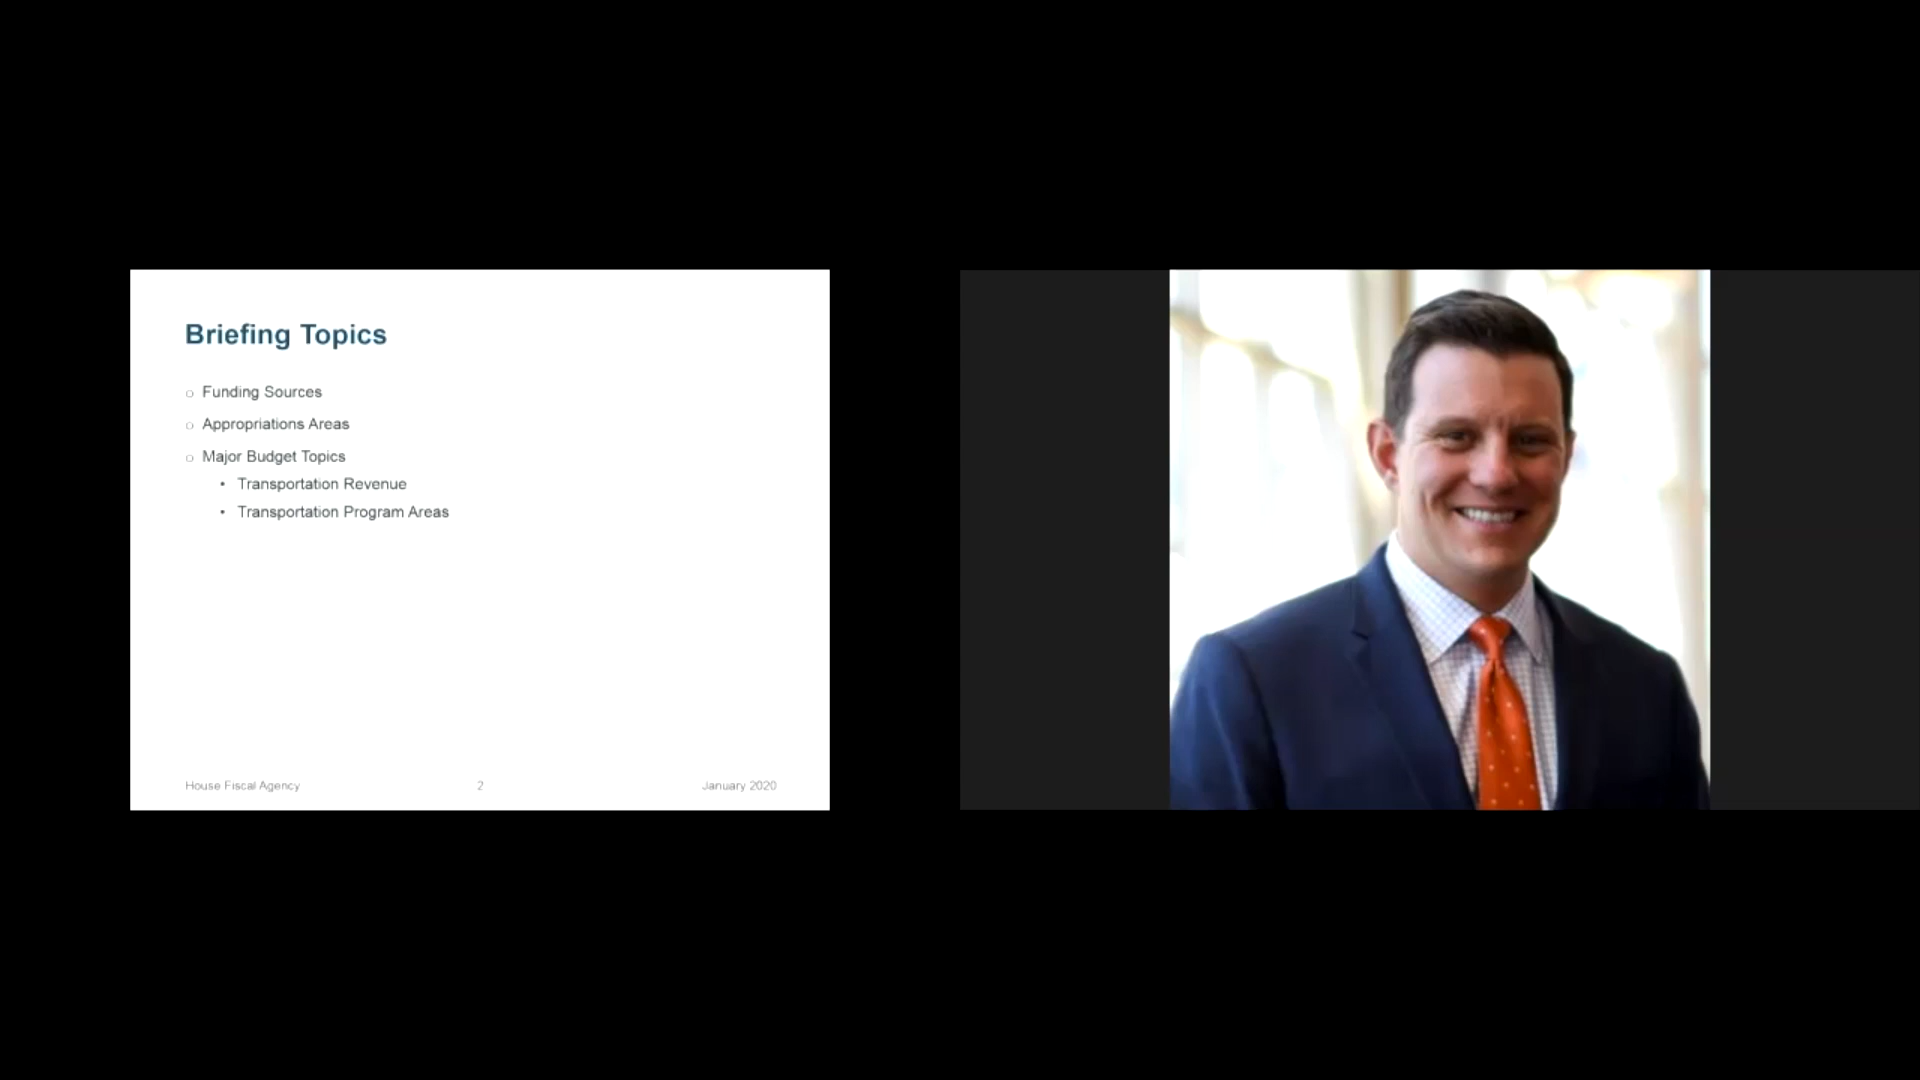 Briefing Topics
○ Funding Sources
○ Appropriations Areas
○ Major Budget Topics
• Transportation Revenue
• Transportation Program Areas
House Fiscal Agency 2 January 2020